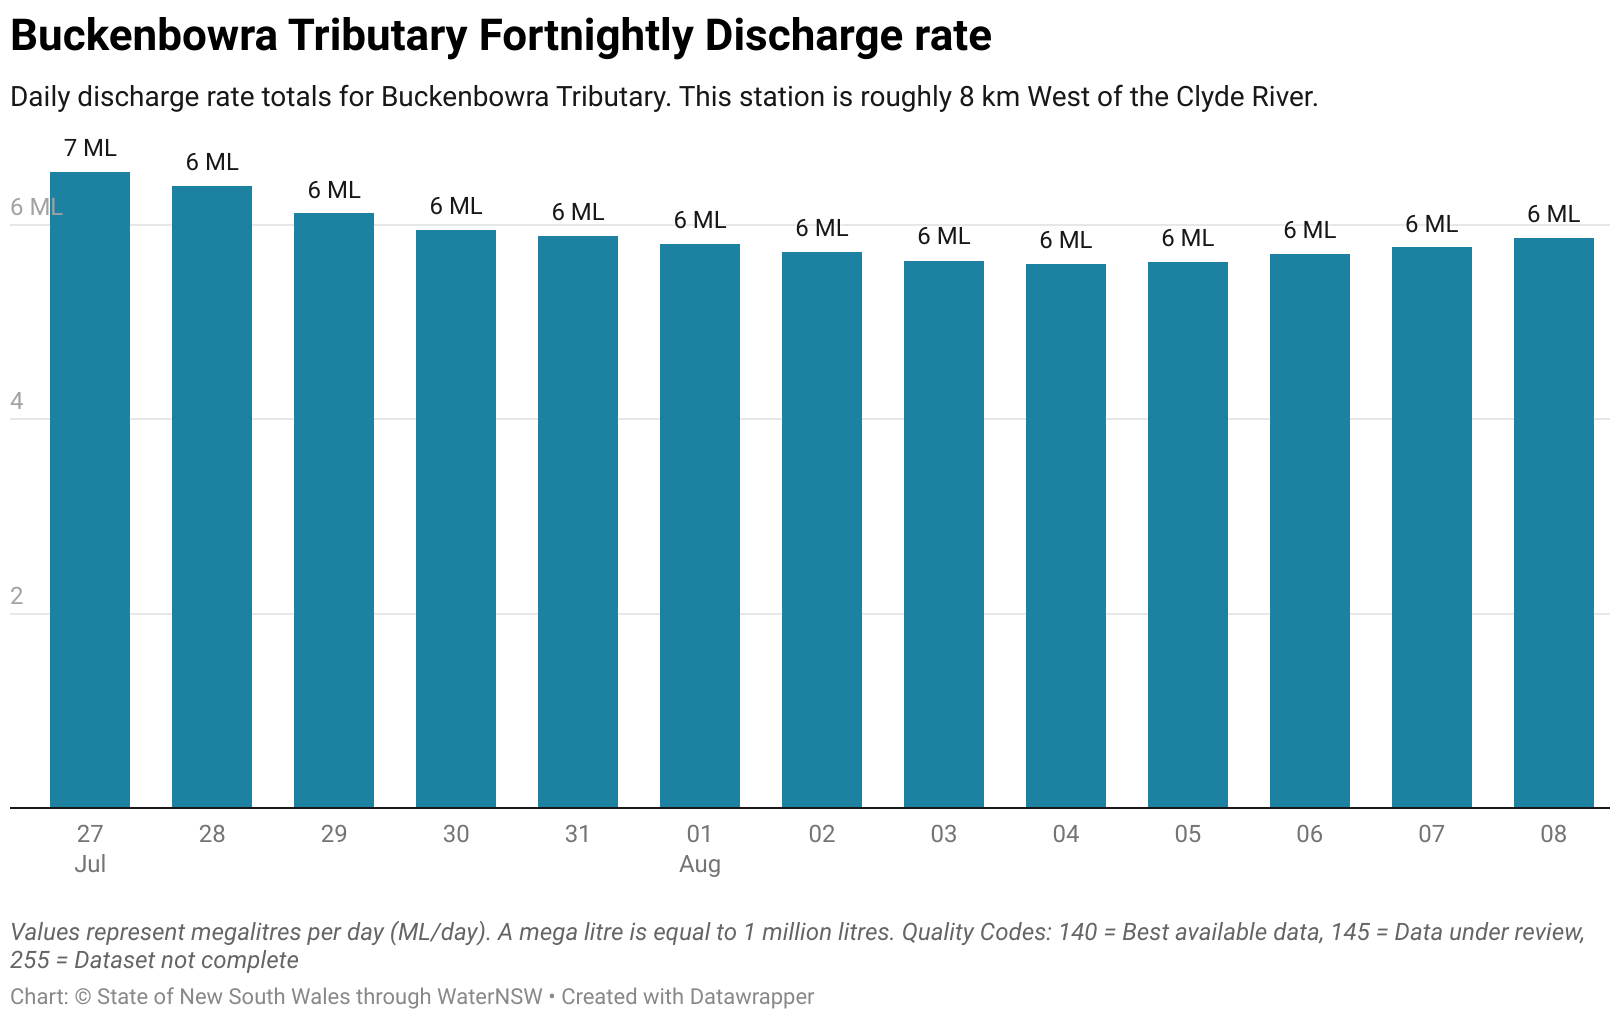 Buckenbowra Tributary Fortnightly Discharge rate
Daily discharge rate totals for Buckenbowra Tributary. This station is roughly 8 km West of the Clyde River.
7 ML
6 ML
6 ML
6 ML
6 ML
6 ML
6 ML
6 ML
6 ML
6 ML
6 ML
6 ML
6 ML
6 ML
4
2
27 28 29 30 31 01 02 03 04 05 06 07 08
Jul Aug
Values represent megalitres per day (ML/day). A mega litre is equal to 1 million litres. Quality Codes: 140 = Best available data, 145 = Data under review,
255 = Dataset not complete
Chart: © State of New South Wales through WaterNSW • Created with Datawrapper